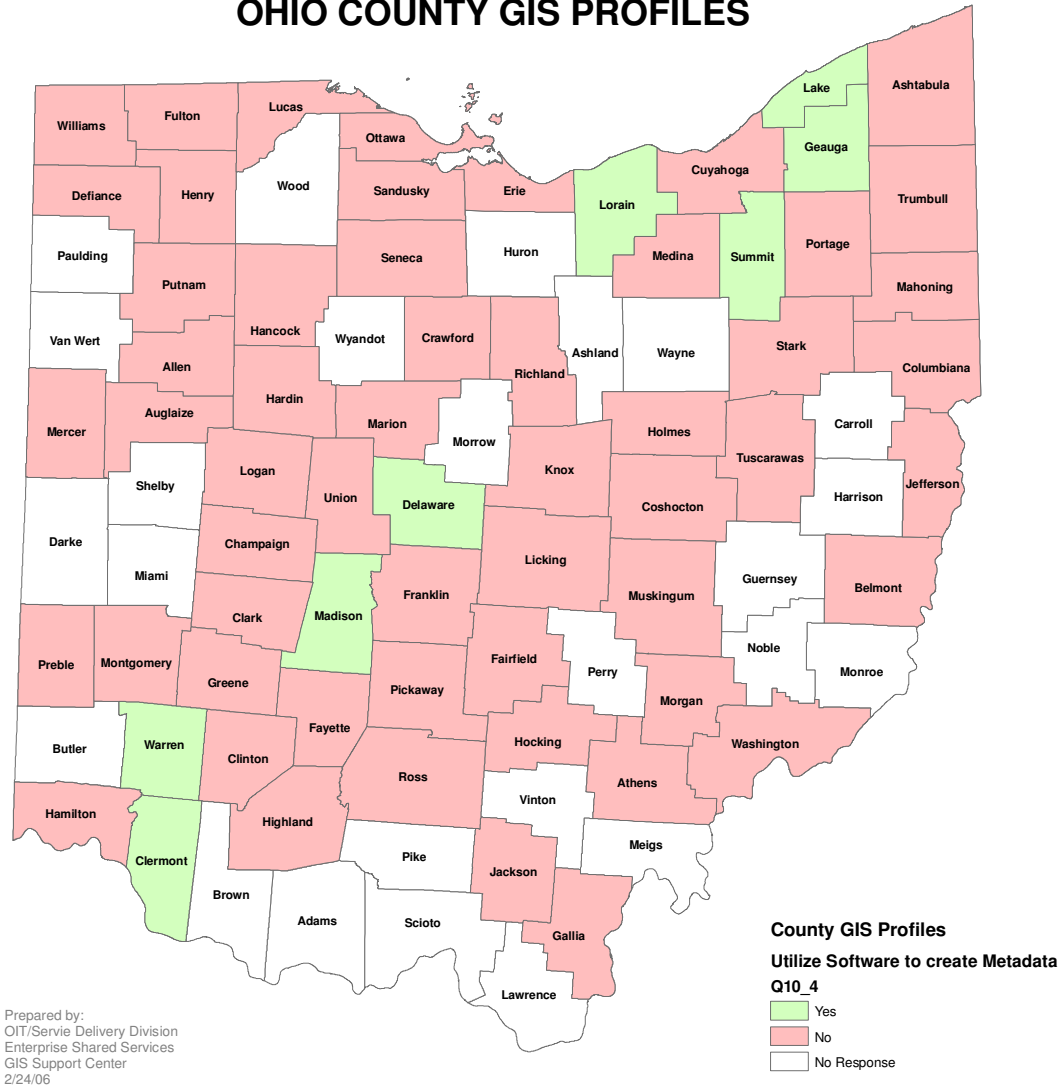 OHIO COUNTY GIS PROFILES
Ashtabula
Lake
Lucas
Fulton
Williams
Ottawa
Geauga
Cuyahoga
Wood
Sandusky
Erie
Defiance
Henry
Lorain
Trumbull
Portage
Huron
Medina
Summit
Paulding
Seneca
Putnam
Mahoning
Hancock
Van Wert
Wyandot
Crawford
Ashland
Wayne
Stark
Allen
Richland
Columbiana
Hardin
Auglaize
Marion
Mercer
Holmes
Carroll
Morrow
Tuscarawas
Knox
Logan
Shelby
Union
Jefferson
Harrison
Delaware
Coshocton
Darke
Champaign
Licking
Miami
Guernsey
Belmont
Franklin
Muskingum
Madison
Clark
Noble
Fairfield
Preble
Montgomery
Perry
Monroe
Greene
Pickaway
Morgan
Fayette
Hocking
Washington
Warren
Butler
Clinton
Ross
Athens
Vinton
Hamilton
Highland
Meigs
Pike
Clermont
Jackson
Brown
Adams
Scioto
Gallia
Lawrence
County GIS Profiles
Utilize Software to create Metadata
Q10_4
Yes
No
No Response
Prepared by:
OIT/Servie Delivery Division
Enterprise Shared Services
GIS Support Center
2/24/06